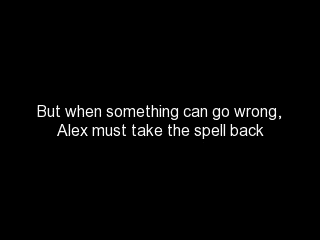 But when something can go wrong,
Alex must take the spell back